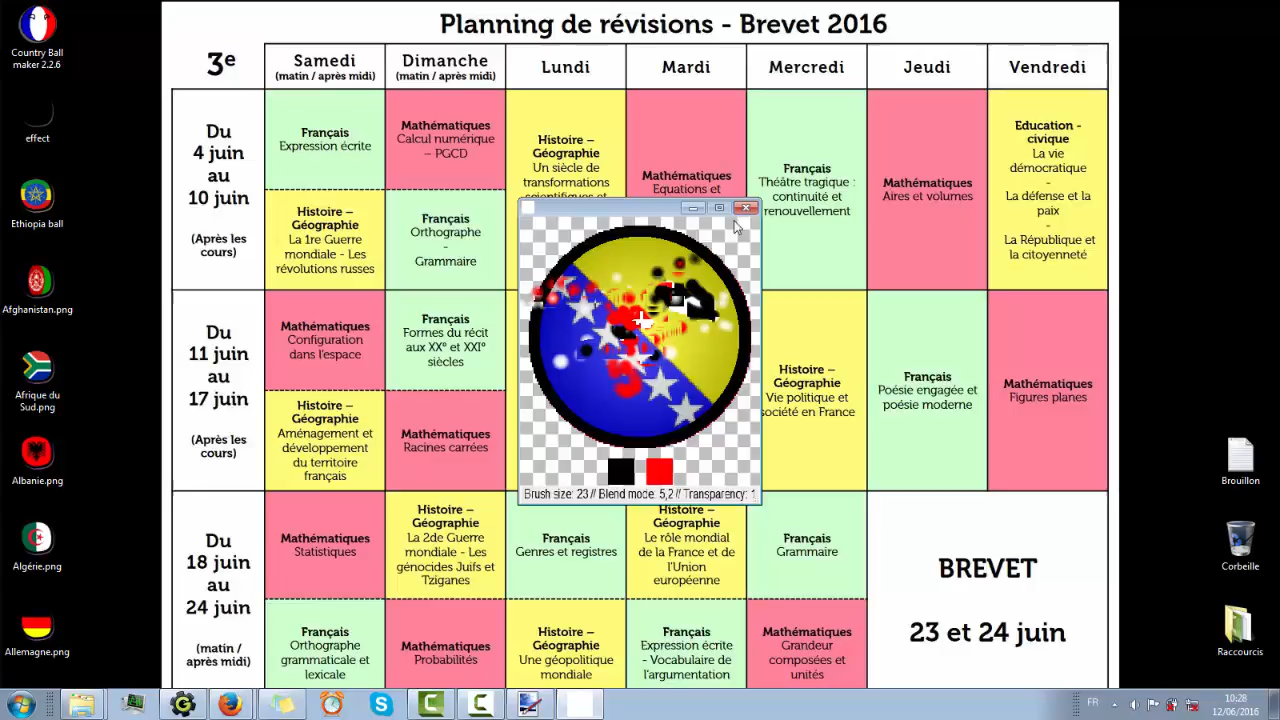 Planning de révisions - Brevet 2016
3e
Samedi
(matin / après midi)
Dimanche
(matin / après midi)
Lundi
Mardi
Mercredi
Jeudi
Vendredi
Du
4 juin
au
10 juin
(Après les
cours)
Français
Expression écrite
Histoire –
Géographie
La 1re Guerre
mondiale - Les
révolutions russes
Mathématiques
Calcul numérique
– PGCD
Français
Orthographe
-
Grammaire
Histoire –
Géographie
Un siècle de
transformations
scientifiques et
Mathématiques
Equations et
Français
Théâtre tragique :
continuité et
renouvellement
Mathématiques
Aires et volumes
Education -
civique
La vie
démocratique
-
La défense et la
paix
-
La République et
la citoyenneté
Du
11 juin
au
17 juin
(Après les
cours)
Mathématiques
Configuration
dans l'espace
Histoire –
Géographie
Aménagement et
développement
du territoire
français
Français
Formes du récit
aux XXe et XXIe
siècles
Mathématiques
Racines carrées
Histoire –
Géographie
Vie politique et
société en France
Français
Poésie engagée et
poésie moderne
Mathématiques
Figures planes
Du
18 juin
au
24 juin
(matin /
après midi)
Mathématiques
Statistiques
Français
Orthographe
grammaticale et
lexicale
Histoire –
Géographie
La 2de Guerre
mondiale - Les
génocides Juifs et
Tziganes
Mathématiques
Probabilités
Français
Genres et registres
Histoire –
Géographie
Une géopolitique
mondiale
Histoire –
Géographie
Le rôle mondial
de la France et de
l'Union
européenne
Français
Expression écrite
- Vocabulaire de
l'argumentation
Français
Grammaire
Mathématiques
Grandeur
composées et
unités
BREVET
23 et 24 juin
Brush size: 23 // Blend mode: 5,2 // Transparency: 1
Country Ball
maker 2.2.6
effect
Ethiopia ball
Afghanistan.png
Afrique du
Sud.png
Albanie.png
Algérie.png
Allemagne.png
Brouillon
Corbeille
Raccourcis
FR
10:28
12/06/2016